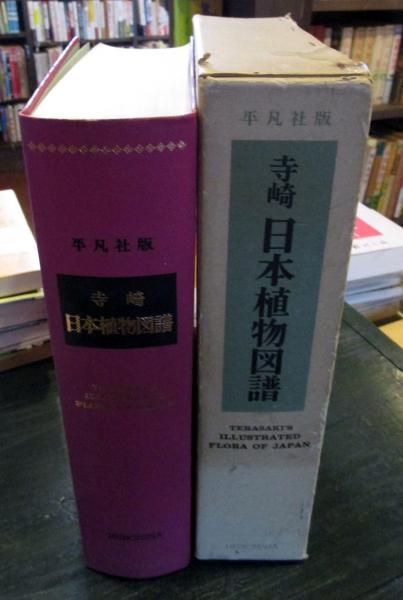 平凡社版
寺崎
日本植物図譜
HEIBONSHA
平凡社版
寺崎
日本植物図譜
TERASAKI'S
ILLUSTRATED
FLORA OF JAPAN
HEIBONSHA